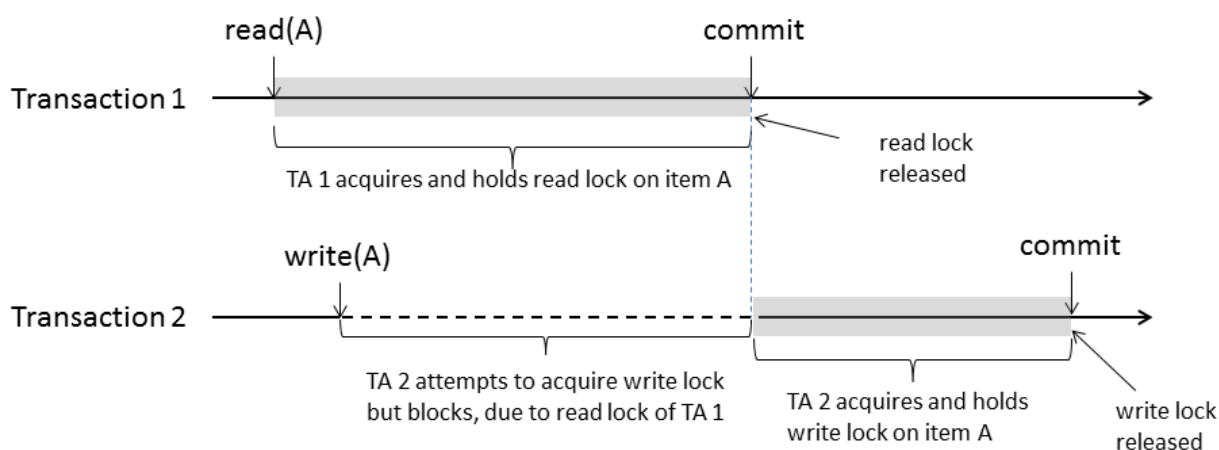 read(A)
commit
Transaction 1
read lock
released
TA 1 acquires and holds read lock on item A
write(A)
commit
Transaction 2
TA 2 attempts to acquire write lock
but blocks, due to read lock of TA 1
TA 2 acquires and holds
write lock on item A
write lock
released